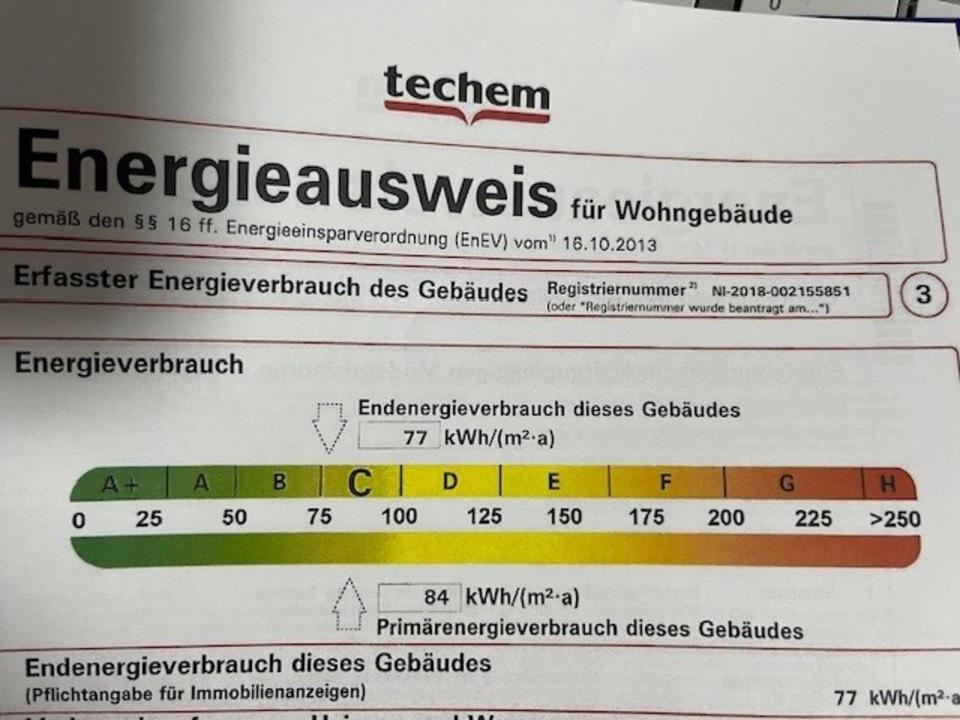 techem
Energieausweis für Wohngebäude
gemäß den §§ 16 ff. Energieeinsparverordnung (EnEV) vom¹⁾ 16.10.2013
Erfasster Energieverbrauch des Gebäudes Registriernummer²⁾ NI-2018-002155851 3
(oder "Registriernummer wurde beantragt am...")
Energieverbrauch
Endenergieverbrauch dieses Gebäudes
77 kWh/(m²·a)
A+ A B C D E F G H
0 25 50 75 100 125 150 175 200 225 >250
84 kWh/(m²·a)
Primärenergieverbrauch dieses Gebäudes
Endenergieverbrauch dieses Gebäudes
(Pflichtangabe für Immobilienanzeigen) 77 kWh/(m²·a